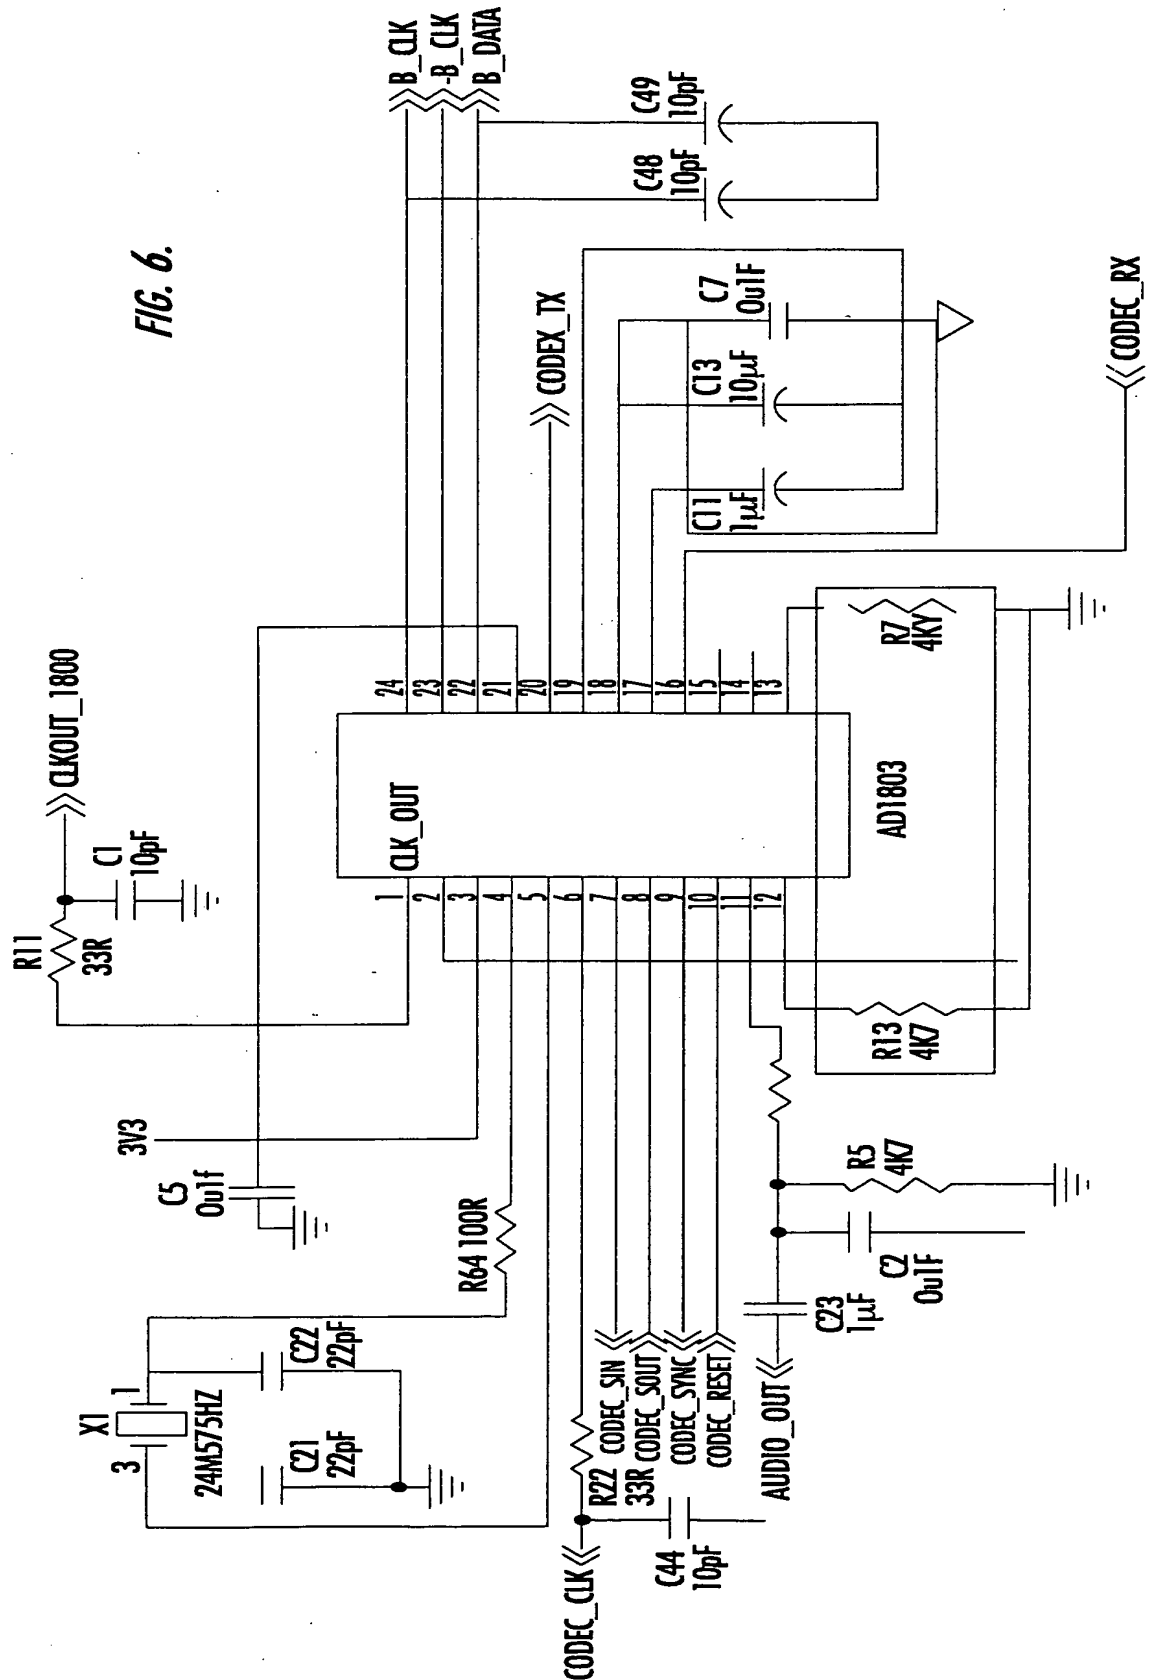 FIG. 6.
B_CLK
-B_CLK
B_DATA
C49
10pF
C48
10pF
CODEX_TX
C7
0u1F
C13
10µF
C11
1µF
CODEC_RX
CLKOUT_1800
C1
10pF
R11
33R
24
23
22
21
20
19
18
17
16
15
14
13
CLK_OUT
AD1803
1
2
3
4
5
6
7
8
9
10
11
12
R7
4KY
R13
4K7
3V3
C5
0u1f
R64 100R
R5
4K7
C2
0u1F
C23
1µF
X1
1
3
24M575HZ
C22
22pF
C21
22pF
CODEC_SIN
CODEC_SOUT
CODEC_SYNC
CODEC_RESET
AUDIO_OUT
R22
33R
C44
10pF
CODEC_CLK